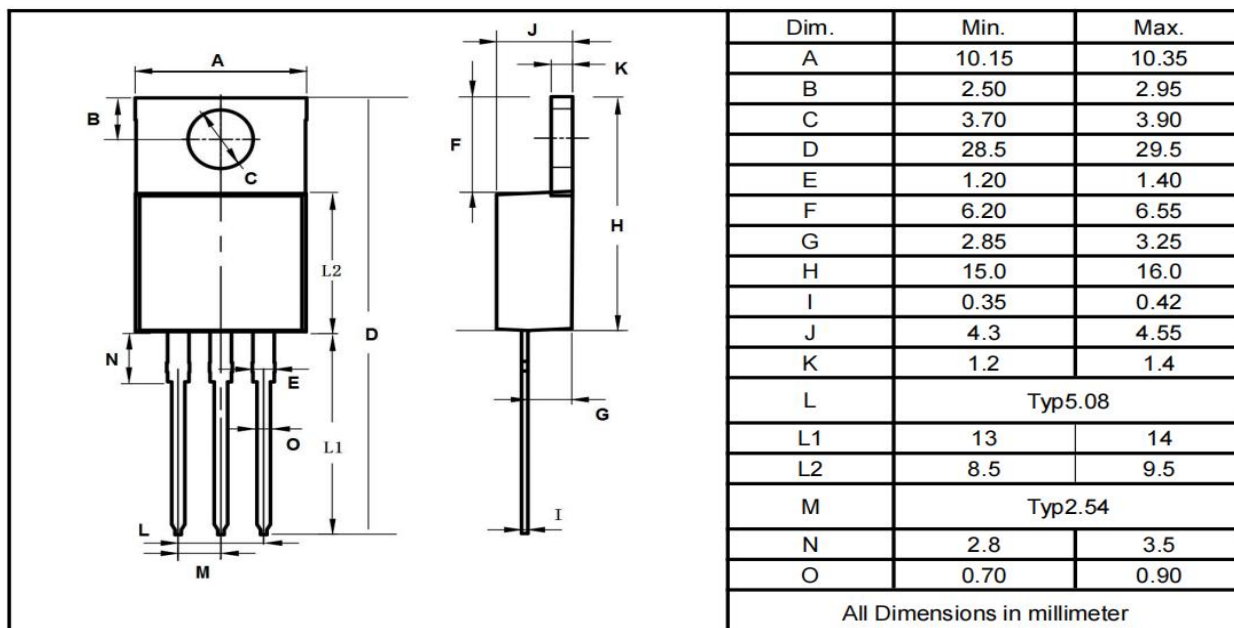 A
B
C
D
E
N
O
L
M
L1
L2
J
K
F
H
G
I
Dim. Min. Max.
A 10.15 10.35
B 2.50 2.95
C 3.70 3.90
D 28.5 29.5
E 1.20 1.40
F 6.20 6.55
G 2.85 3.25
H 15.0 16.0
I 0.35 0.42
J 4.3 4.55
K 1.2 1.4
L Typ5.08
L1 13 14
L2 8.5 9.5
M Typ2.54
N 2.8 3.5
O 0.70 0.90
All Dimensions in millimeter